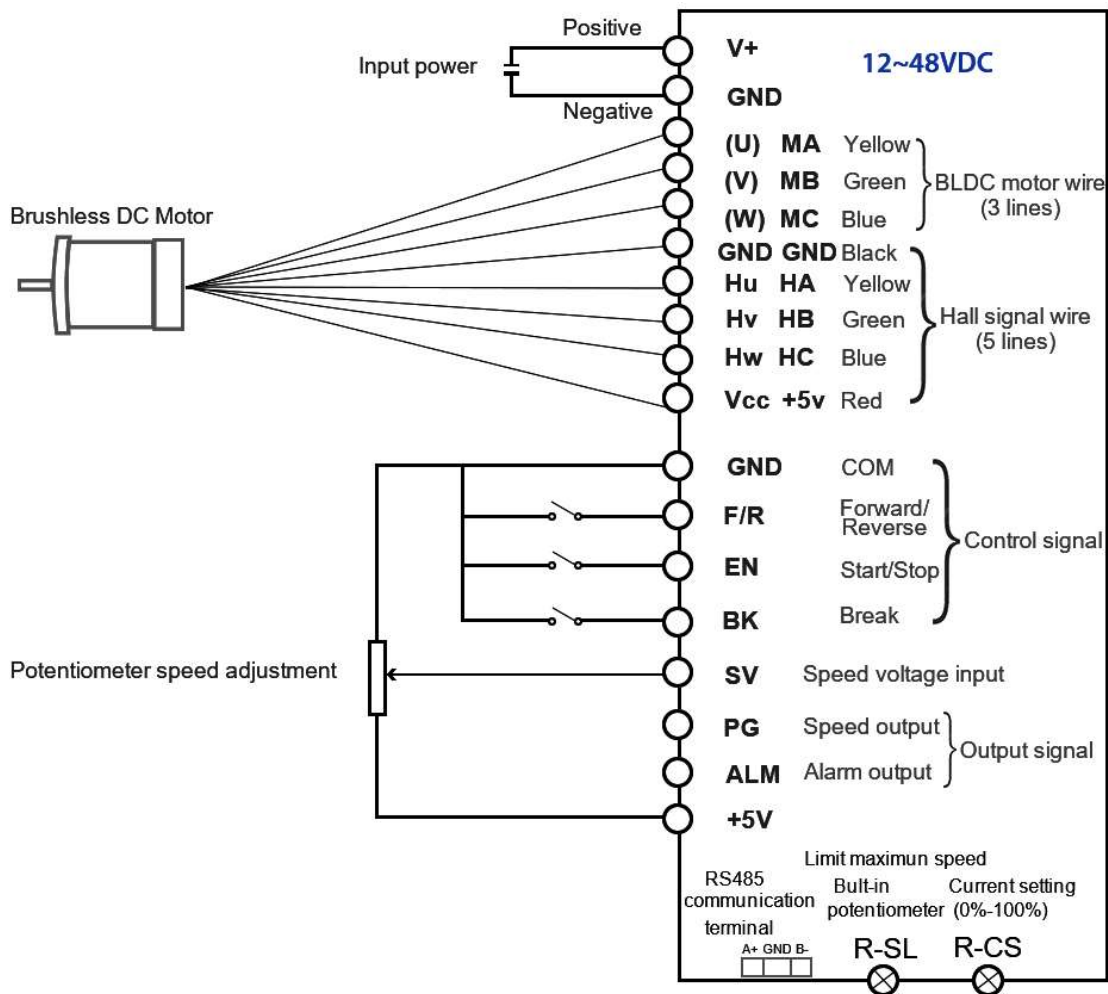 Positive
V+
12~48VDC
Input power
GND
Negative
(U) MA Yellow
(V) MB Green
BLDC motor wire
(3 lines)
(W) MC Blue
Brushless DC Motor
GND GND Black
Hu HA Yellow
Hv HB Green
Hall signal wire
(5 lines)
Hw HC Blue
Vcc +5v Red
GND COM
F/R Forward/
Reverse
Control signal
EN Start/Stop
BK Break
Potentiometer speed adjustment
SV Speed voltage input
PG Speed output
Output signal
ALM Alarm output
+5V
Limit maximun speed
RS485
communication
terminal
Bult-in
potentiometer
Current setting
(0%-100%)
A+ GND B-
R-SL
R-CS